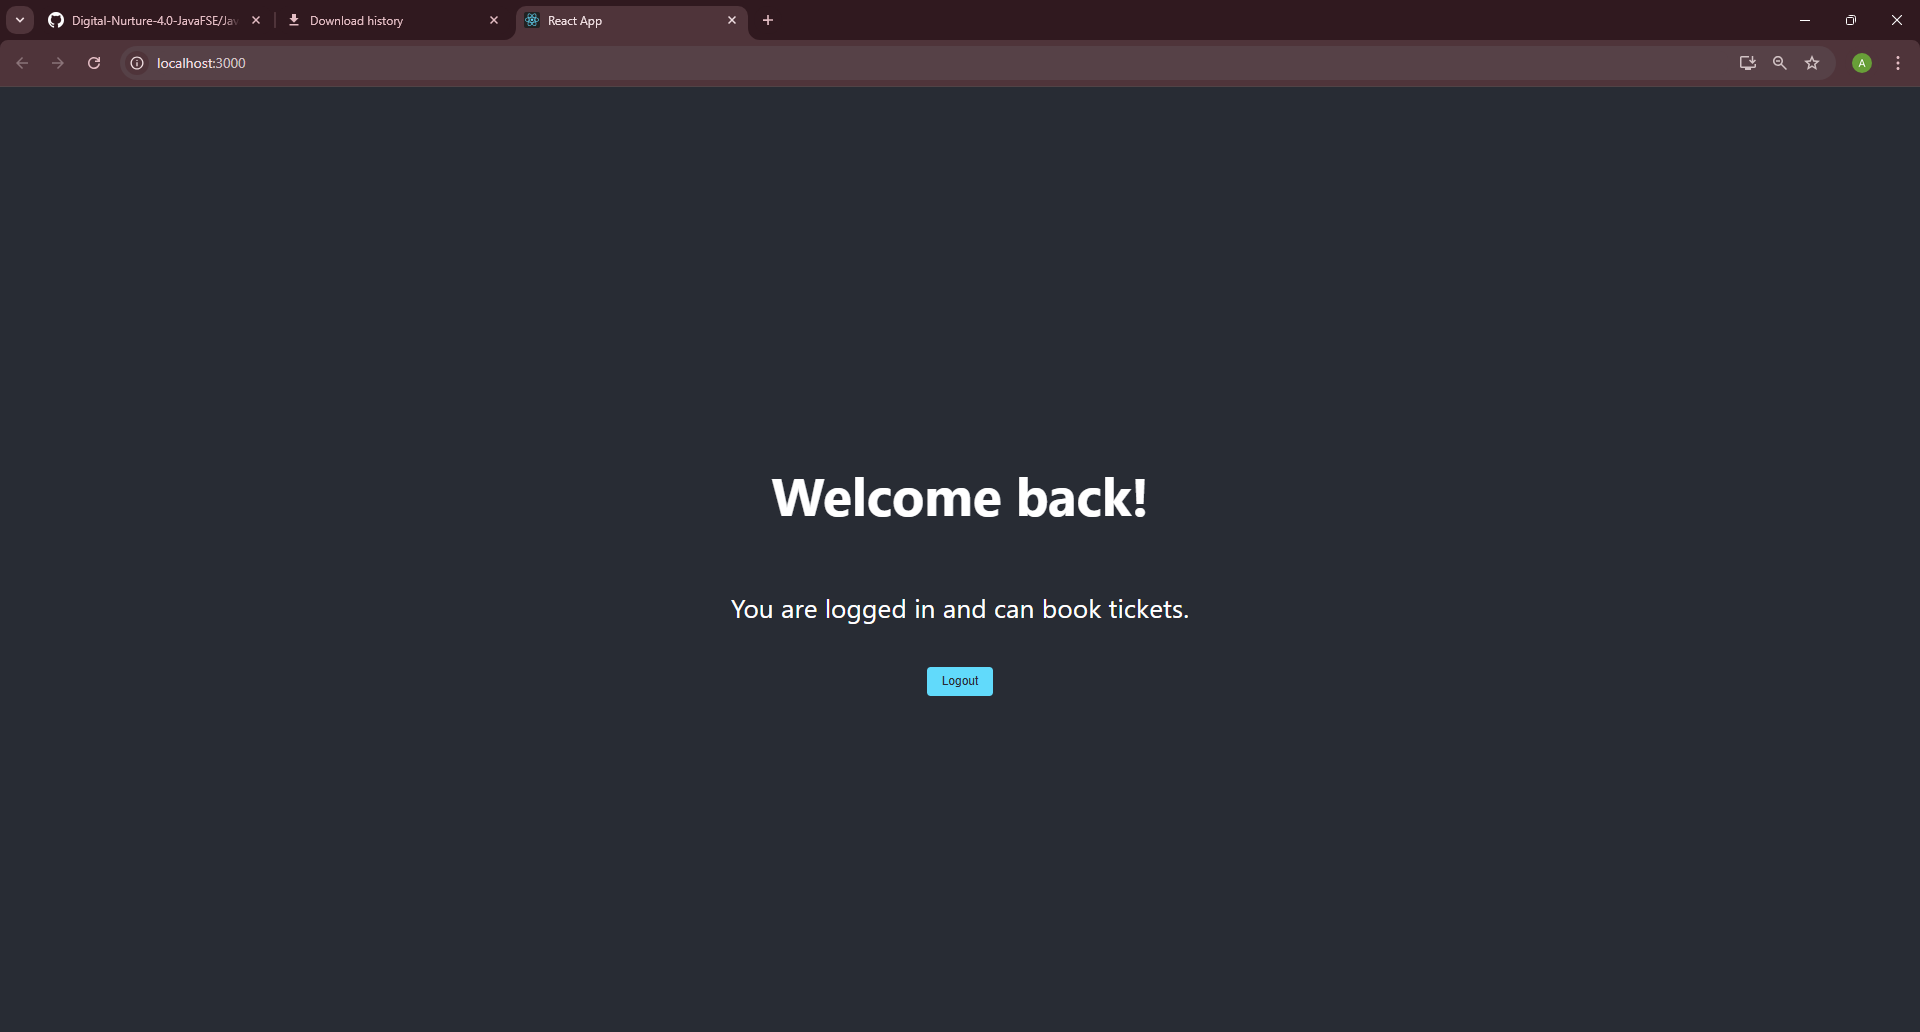 Digital-Nurture-4.0-JavaFSE/Jav
Download history
React App
localhost:3000
A
Welcome back!
You are logged in and can book tickets.
Logout